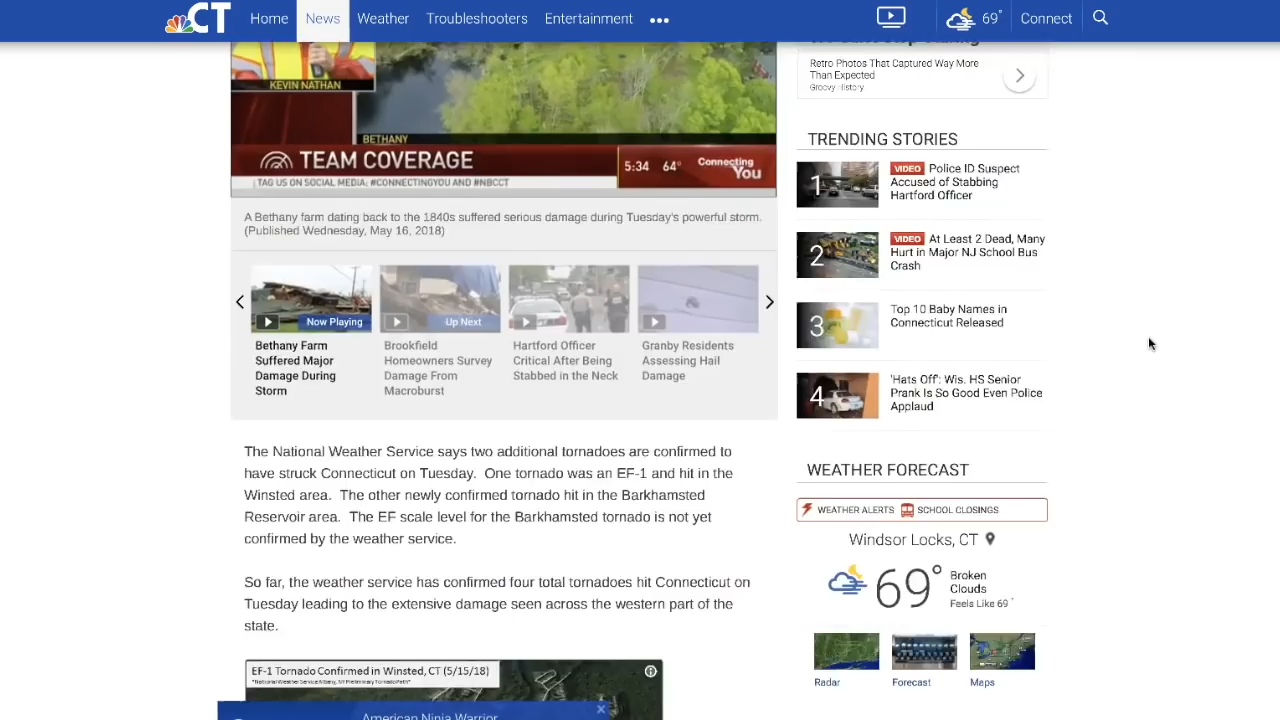 CT Home News Weather Troubleshooters Entertainment ••• 69° Connect
KEVIN NATHAN
BETHANY
TEAM COVERAGE
5:34 64° Connecting You
TAG US ON SOCIAL MEDIA: #CONNECTINGYOU AND #NBCCT
A Bethany farm dating back to the 1840s suffered serious damage during Tuesday's powerful storm.
(Published Wednesday, May 16, 2018)
Now Playing
Bethany Farm
Suffered Major
Damage During
Storm
Up Next
Brookfield
Homeowners Survey
Damage From
Macroburst
Hartford Officer
Critical After Being
Stabbed in the Neck
Granby Residents
Assessing Hail
Damage
The National Weather Service says two additional tornadoes are confirmed to
have struck Connecticut on Tuesday. One tornado was an EF-1 and hit in the
Winsted area. The other newly confirmed tornado hit in the Barkhamsted
Reservoir area. The EF scale level for the Barkhamsted tornado is not yet
confirmed by the weather service.
So far, the weather service has confirmed four total tornadoes hit Connecticut on
Tuesday leading to the extensive damage seen across the western part of the
state.
EF-1 Tornado Confirmed in Winsted, CT (5/15/18)
American Ninja Warrior
Retro Photos That Captured Way More
Than Expected
Groovy History
TRENDING STORIES
1
VIDEO Police ID Suspect
Accused of Stabbing
Hartford Officer
2
VIDEO At Least 2 Dead, Many
Hurt in Major NJ School Bus
Crash
3
Top 10 Baby Names in
Connecticut Released
4
'Hats Off': Wis. HS Senior
Prank Is So Good Even Police
Applaud
WEATHER FORECAST
WEATHER ALERTS SCHOOL CLOSINGS
Windsor Locks, CT
69° Broken
Clouds
Feels Like 69°
Radar Forecast Maps